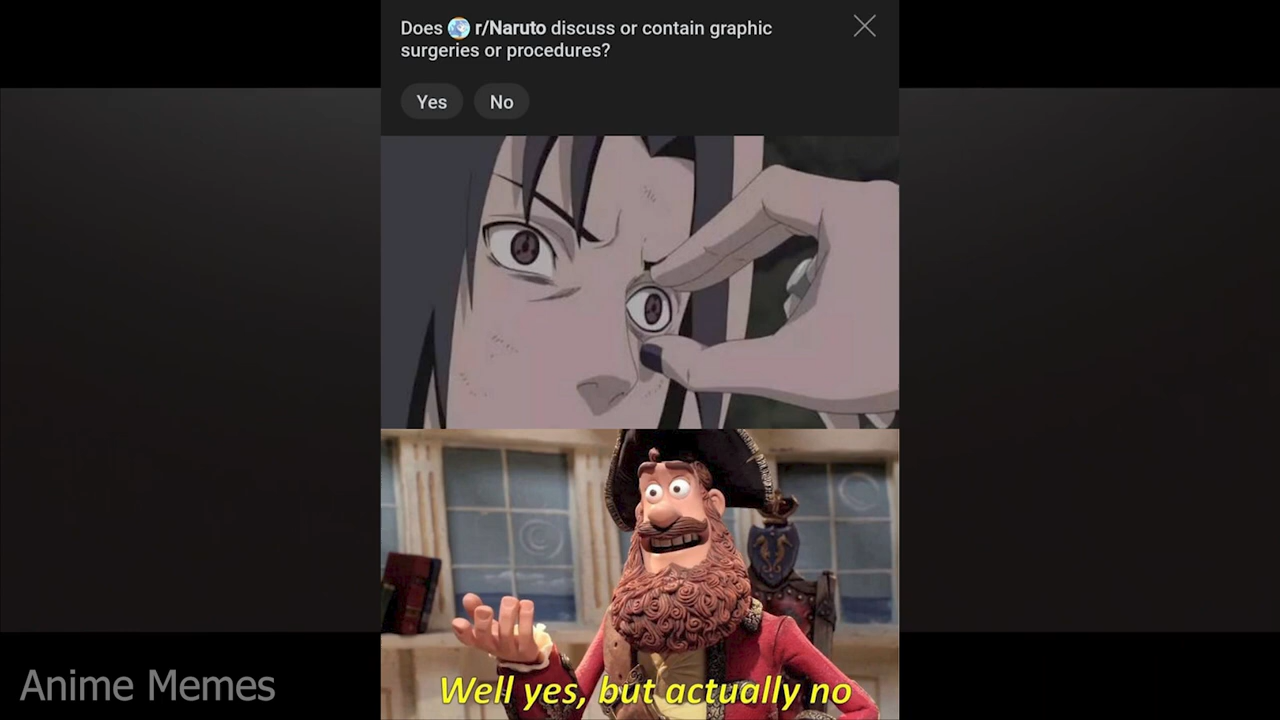 Does r/Naruto discuss or contain graphic
surgeries or procedures?
Yes No
Well yes, but actually no
Anime Memes